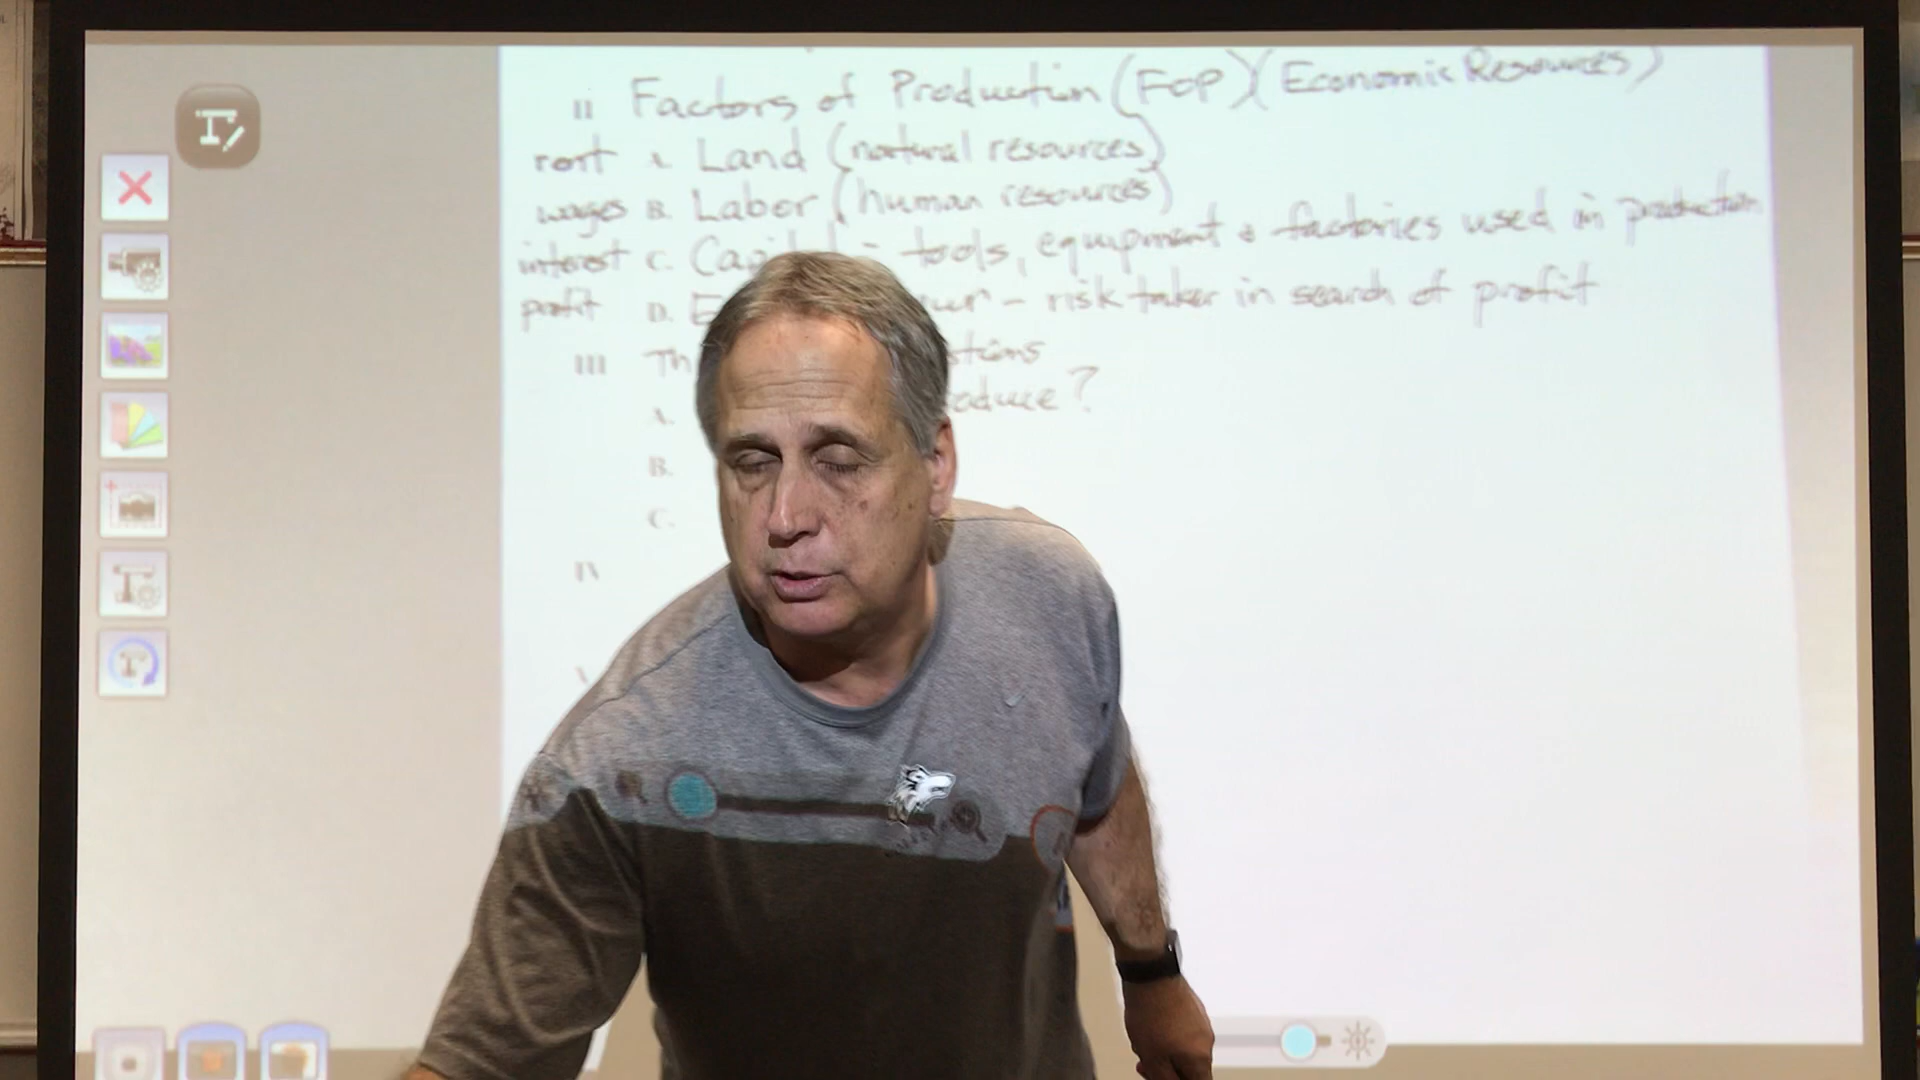 II Factors of Production (FOP) (Economic Resources)
rent A. Land (natural resources)
wages B. Labor (human resources)
interest C. Capital - tools, equipment & factories used in production
profit D. - risk taker in search of profit
III
A. ?
B.
C.
IV
V